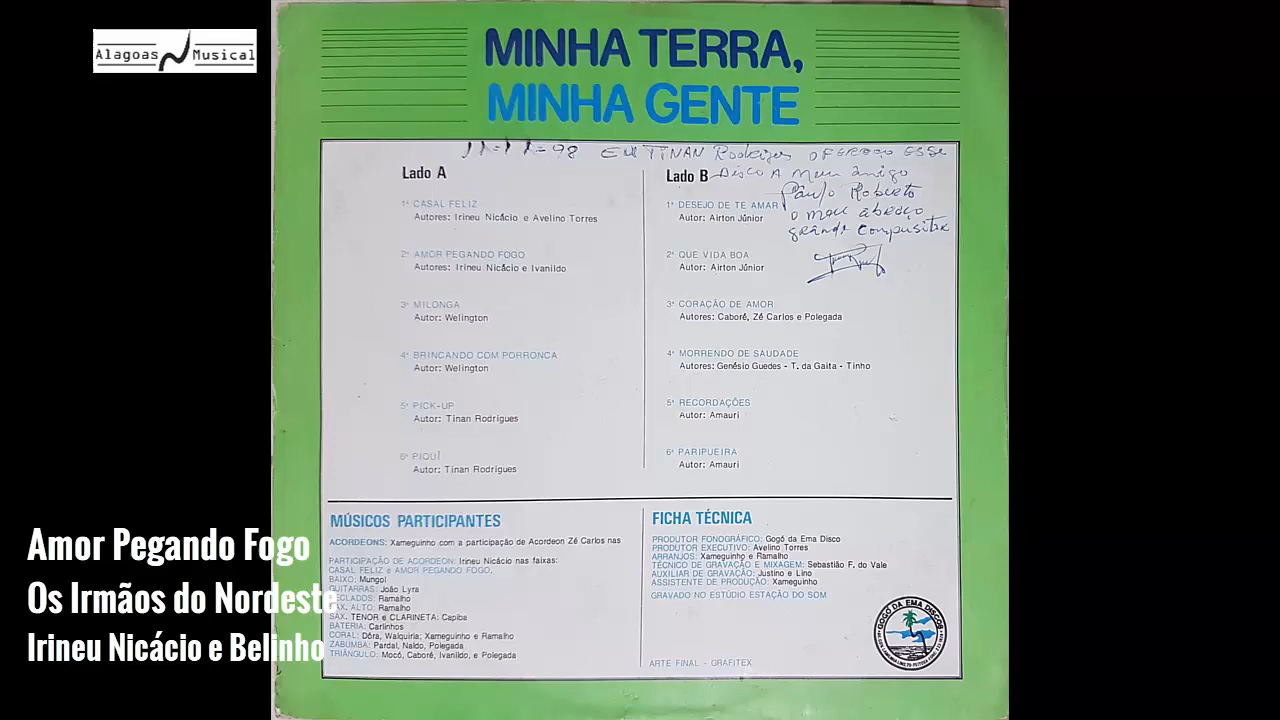 Alagoas Musical
MINHA TERRA,
MINHA GENTE
11-11-98 EU TINAN Rodrigues OFEREÇO ESSE
Disco A Meu amigo
Paulo Roberto
o meu abraço
grande compusitor
Lado A
1ª CASAL FELIZ
Autores: Irineu Nicácio e Avelino Torres
2ª AMOR PEGANDO FOGO
Autores: Irineu Nicácio e Ivanildo
3ª MILONGA
Autor: Welington
4ª BRINCANDO COM PORRONCA
Autor: Welington
5ª PICK-UP
Autor: Tinan Rodrigues
6ª PIQUÍ
Autor: Tinan Rodrigues
Lado B
1ª DESEJO DE TE AMAR
Autor: Airton Júnior
2ª QUE VIDA BOA
Autor: Airton Júnior
3ª CORAÇÃO DE AMOR
Autores: Caboré, Zé Carlos e Polegada
4ª MORRENDO DE SAUDADE
Autores: Genésio Guedes - T. da Gaita - Tinho
5ª RECORDAÇÕES
Autor: Amauri
6ª PARIPUEIRA
Autor: Amauri
MÚSICOS PARTICIPANTES
ACORDEONS: Xameguinho com a participação de Acordeon Zé Carlos nas
PARTICIPAÇÃO DE ACORDEON: Irineu Nicácio nas faixas:
CASAL FELIZ e AMOR PEGANDO FOGO.
BAIXO: Mungol
GUITARRAS: João Lyra
TECLADOS: Ramalho
SAX. ALTO: Ramalho
SAX. TENOR e CLARINETA: Capiba
BATERIA: Carlinhos
CORAL: Dôra, Walquiria; Xameguinho e Ramalho
ZABUMBA: Pardal, Naldo, Polegada
TRIÂNGULO: Mocó, Caboré, Ivanildo, e Polegada
FICHA TÉCNICA
PRODUTOR FONOGRÁFICO: Gogó da Ema Disco
PRODUTOR EXECUTIVO: Avelino Torres
ARRANJOS: Xameguinho e Ramalho
TÉCNICO DE GRAVAÇÃO E MIXAGEM: Sebastião F. do Vale
AUXILIAR DE GRAVAÇÃO: Justino e Lino
ASSISTENTE DE PRODUÇÃO: Xameguinho
GRAVADO NO ESTÚDIO ESTAÇÃO DO SOM
GOGÓ DA EMA DISCOS
ARTE FINAL - GRAFITEX
Amor Pegando Fogo
Os Irmãos do Nordeste
Irineu Nicácio e Belinho